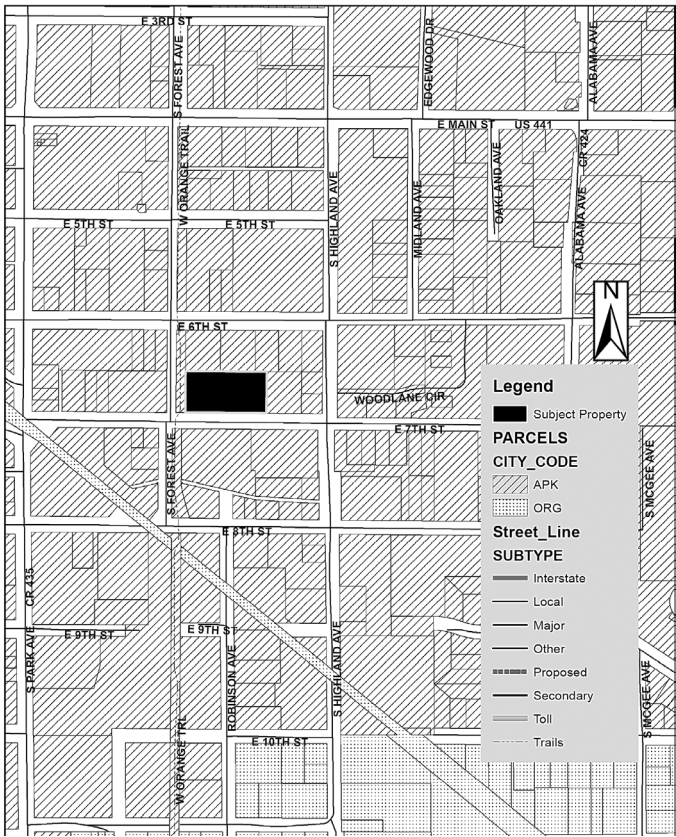 E 3RD ST
S FOREST AVE
EDGEWOOD DR
ALABAMA AVE
E MAIN ST US 441
W ORANGE TRAIL
OAKLAND AVE
CR 424
S HIGHLAND AVE
MIDLAND AVE
ALABAMA AVE
E 5TH ST E 5TH ST
N
E 6TH ST
WOODLANE CIR
E 7TH ST
S FOREST AVE
S MCGEE AVE
E 8TH ST
CR 435
E 9TH ST E 9TH ST
S PARK AVE
ROBINSON AVE
S HIGHLAND AVE
S MCGEE AVE
E 10TH ST
W ORANGE TRL
Legend
Subject Property
PARCELS
CITY_CODE
APK
ORG
Street_Line
SUBTYPE
Interstate
Local
Major
Other
Proposed
Secondary
Toll
Trails